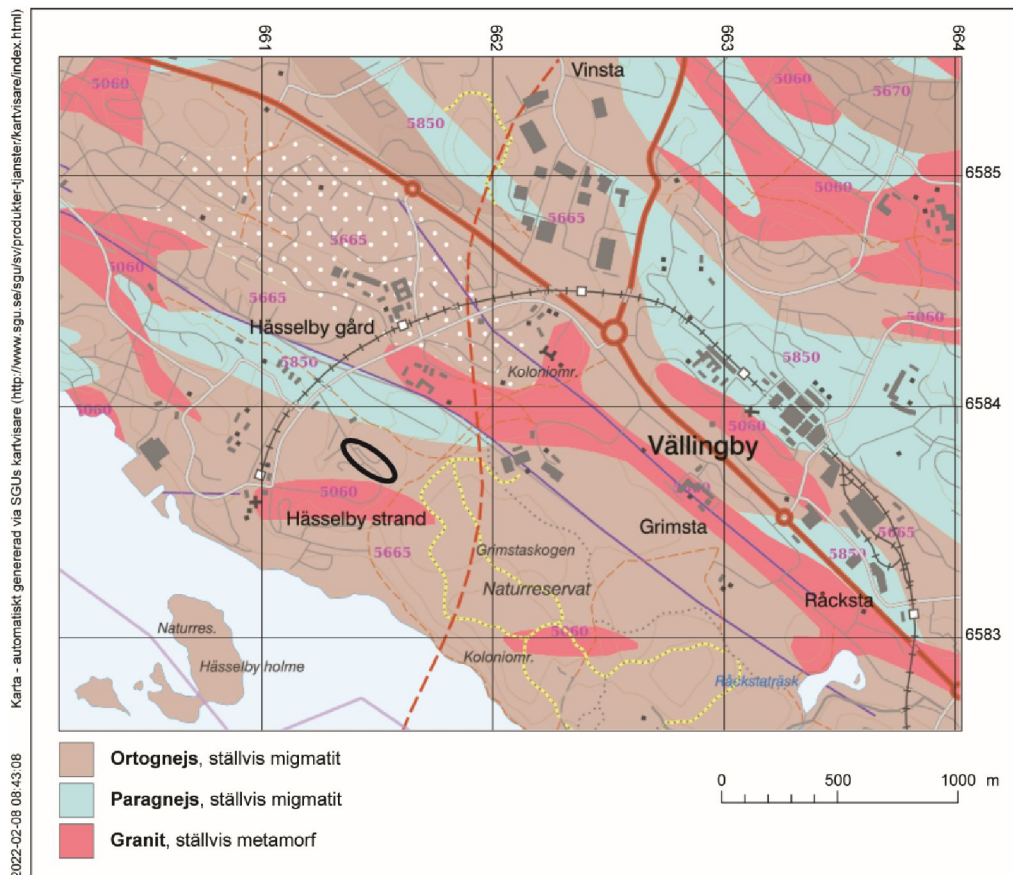 661
662
663
664
Vinsta
5060
5850
5060
5670
6585
5060
5665
5665
5060
5665
5060
Hässelby gård
5850
Koloniomr.
5850
5060
6584
5060
Vällingby
5060
Hässelby strand
Grimsta
5665
5665
Grimstaskogen
5850
Naturreservat
Råcksta
Naturres.
5060
6583
Hässelby holme
Koloniomr.
Råckstaträsk
Ortognejs, ställvis migmatit
Paragnejs, ställvis migmatit
Granit, ställvis metamorf
0 500 1000 m
Karta - automatiskt genererad via SGUs kartvisare (http://www.sgu.se/sgu/sv/produkter-tjanster/kartvisare/index.html)
2022-02-08 08:43:08